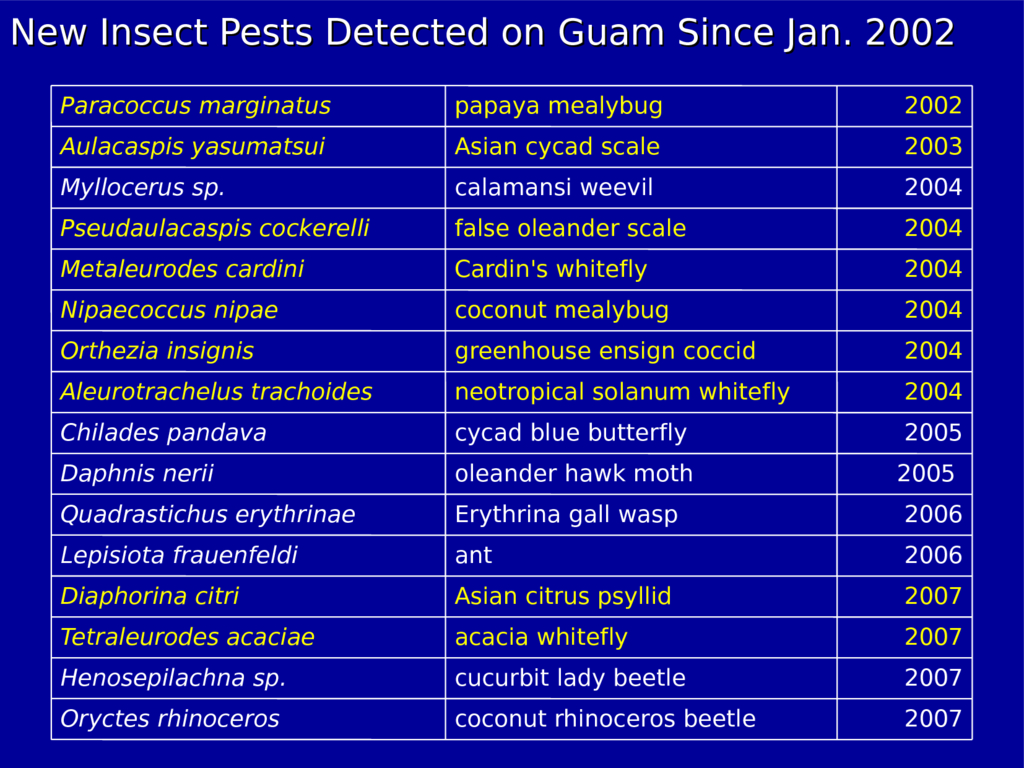 New Insect Pests Detected on Guam Since Jan. 2002
Paracoccus marginatus papaya mealybug 2002
Aulacaspis yasumatsui Asian cycad scale 2003
Myllocerus sp. calamansi weevil 2004
Pseudaulacaspis cockerelli false oleander scale 2004
Metaleurodes cardini Cardin's whitefly 2004
Nipaecoccus nipae coconut mealybug 2004
Orthezia insignis greenhouse ensign coccid 2004
Aleurotrachelus trachoides neotropical solanum whitefly 2004
Chilades pandava cycad blue butterfly 2005
Daphnis nerii oleander hawk moth 2005
Quadrastichus erythrinae Erythrina gall wasp 2006
Lepisiota frauenfeldi ant 2006
Diaphorina citri Asian citrus psyllid 2007
Tetraleurodes acaciae acacia whitefly 2007
Henosepilachna sp. cucurbit lady beetle 2007
Oryctes rhinoceros coconut rhinoceros beetle 2007